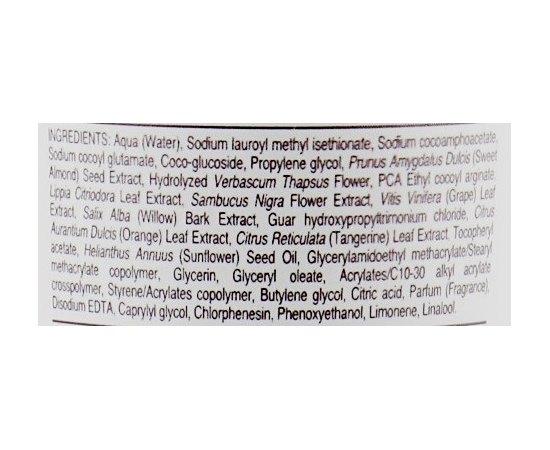 INGREDIENTS: Aqua (Water), Sodium lauroyl methyl isethionate, Sodium cocoamphoacetate,
Sodium cocoyl glutamate, Coco-glucoside, Propylene glycol, Prunus Amygdalus Dulcis (Sweet
Almond) Seed Extract, Hydrolyzed Verbascum Thapsus Flower, PCA Ethyl cocoyl arginate,
Lippia Citriodora Leaf Extract, Sambucus Nigra Flower Extract, Vitis Vinifera (Grape) Leaf
Extract, Salix Alba (Willow) Bark Extract, Guar hydroxypropyltrimonium chloride, Citrus
Aurantium Dulcis (Orange) Leaf Extract, Citrus Reticulata (Tangerine) Leaf Extract, Tocopheryl
acetate, Helianthus Annuus (Sunflower) Seed Oil, Glycerylamidoethyl methacrylate/Stearyl
methacrylate copolymer, Glycerin, Glyceryl oleate, Acrylates/C10-30 alkyl acrylate
crosspolymer, Styrene/Acrylates copolymer, Butylene glycol, Citric acid, Parfum (Fragrance),
Disodium EDTA, Caprylyl glycol, Chlorphenesin, Phenoxyethanol, Limonene, Linalool.